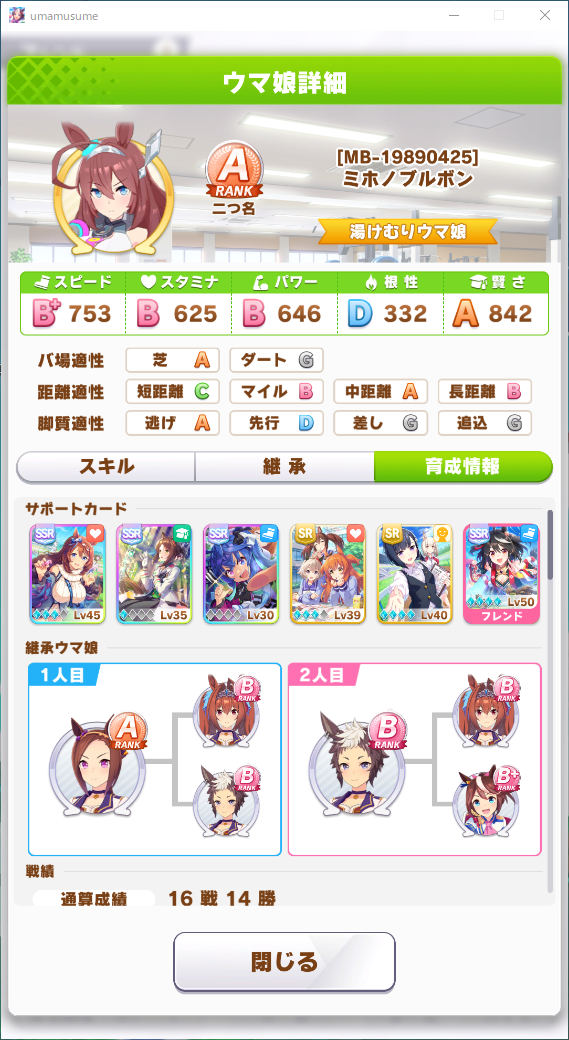 umamusume
ウマ娘詳細
A
RANK
二つ名
[MB-19890425]
ミホノブルボン
湯けむりウマ娘
スピード スタミナ パワー 根性 賢さ
B+ 753 B 625 B 646 D 332 A 842
バ場適性 芝 A ダート G
距離適性 短距離 C マイル B 中距離 A 長距離 B
脚質適性 逃げ A 先行 D 差し G 追込 G
スキル 継承 育成情報
サポートカード
SSR SSR SSR SR SR SSR
Lv45 Lv35 Lv30 Lv39 Lv40 Lv50
フレンド
継承ウマ娘
1人目 2人目
B RANK B RANK
A RANK B RANK
B RANK B+ RANK
戦績
通算成績 16 戦 14 勝
閉じる